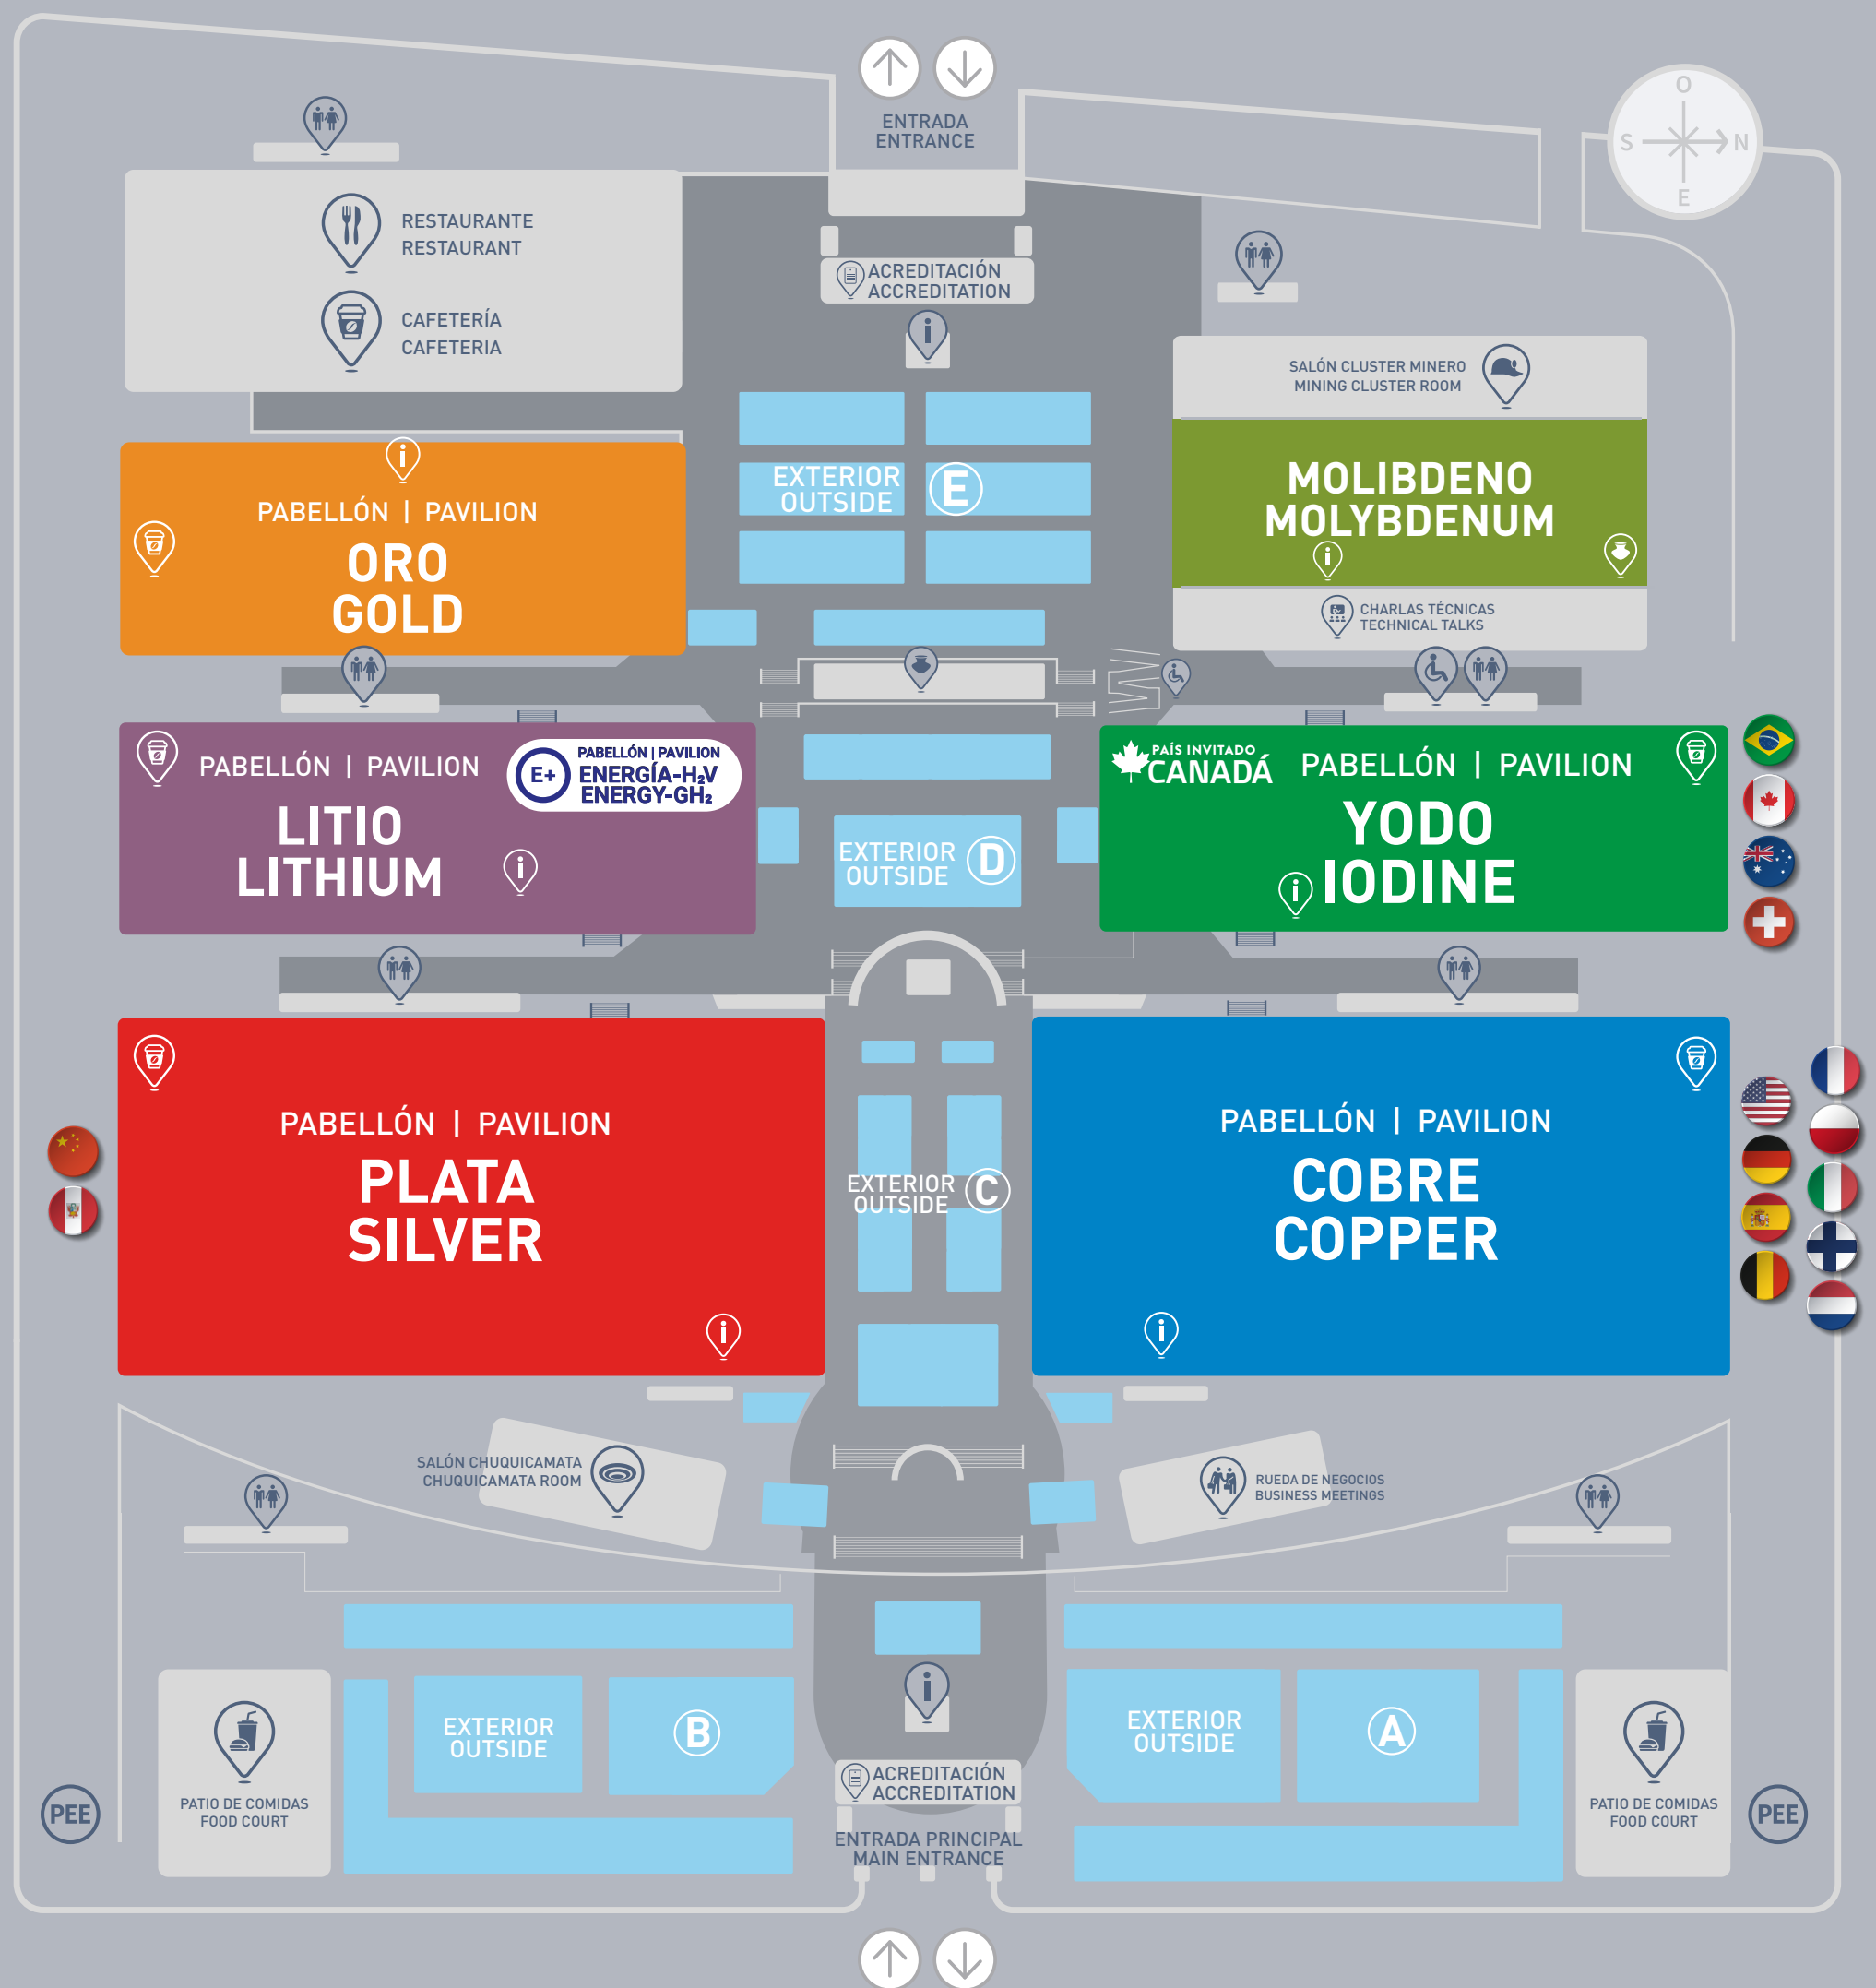 ENTRADA
ENTRANCE
O
S
N
E
RESTAURANTE
RESTAURANT
CAFETERÍA
CAFETERIA
ACREDITACIÓN
ACCREDITATION
SALÓN CLUSTER MINERO
MINING CLUSTER ROOM
MOLIBDENO
MOLYBDENUM
CHARLAS TÉCNICAS
TECHNICAL TALKS
EXTERIOR
OUTSIDE
E
PABELLÓN | PAVILION
ORO
GOLD
PABELLÓN | PAVILION
LITIO
LITHIUM
E+
PABELLÓN | PAVILION
ENERGÍA-H₂V
ENERGY-GH₂
EXTERIOR
OUTSIDE
D
PAÍS INVITADO
CANADÁ
PABELLÓN | PAVILION
YODO
IODINE
PABELLÓN | PAVILION
PLATA
SILVER
EXTERIOR
OUTSIDE
C
PABELLÓN | PAVILION
COBRE
COPPER
SALÓN CHUQUICAMATA
CHUQUICAMATA ROOM
RUEDA DE NEGOCIOS
BUSINESS MEETINGS
EXTERIOR
OUTSIDE
B
EXTERIOR
OUTSIDE
A
PEE
PATIO DE COMIDAS
FOOD COURT
ACREDITACIÓN
ACCREDITATION
ENTRADA PRINCIPAL
MAIN ENTRANCE
PATIO DE COMIDAS
FOOD COURT
PEE